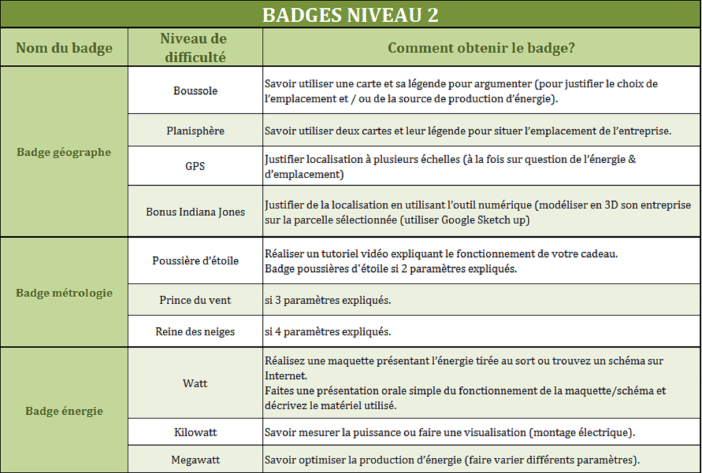 BADGES NIVEAU 2
Nom du badge
Niveau de
difficulté
Comment obtenir le badge?
Badge géographe
Boussole
Savoir utiliser une carte et sa légende pour argumenter (pour justifier le choix de
l'emplacement et / ou de la source de production d'énergie).
Planisphère
Savoir utiliser deux cartes et leur légende pour situer l'emplacement de l'entreprise.
GPS
Justifier localisation à plusieurs échelles (à la fois sur question de l'énergie &
d'emplacement)
Bonus Indiana Jones
Justifier de la localisation en utilisant l'outil numérique (modéliser en 3D son entreprise
sur la parcelle sélectionnée (utiliser Google Sketch up)
Badge métrologie
Poussière d'étoile
Réaliser un tutoriel vidéo expliquant le fonctionnement de votre cadeau.
Badge poussières d'étoile si 2 paramètres expliqués.
Prince du vent
si 3 paramètres expliqués.
Reine des neiges
si 4 paramètres expliqués.
Badge énergie
Watt
Réalisez une maquette présentant l'énergie tirée au sort ou trouvez un schéma sur
Internet.
Faites une présentation orale simple du fonctionnement de la maquette/schéma et
décrivez le matériel utilisé.
Kilowatt
Savoir mesurer la puissance ou faire une visualisation (montage électrique).
Megawatt
Savoir optimiser la production d'énergie (faire varier différents paramètres).